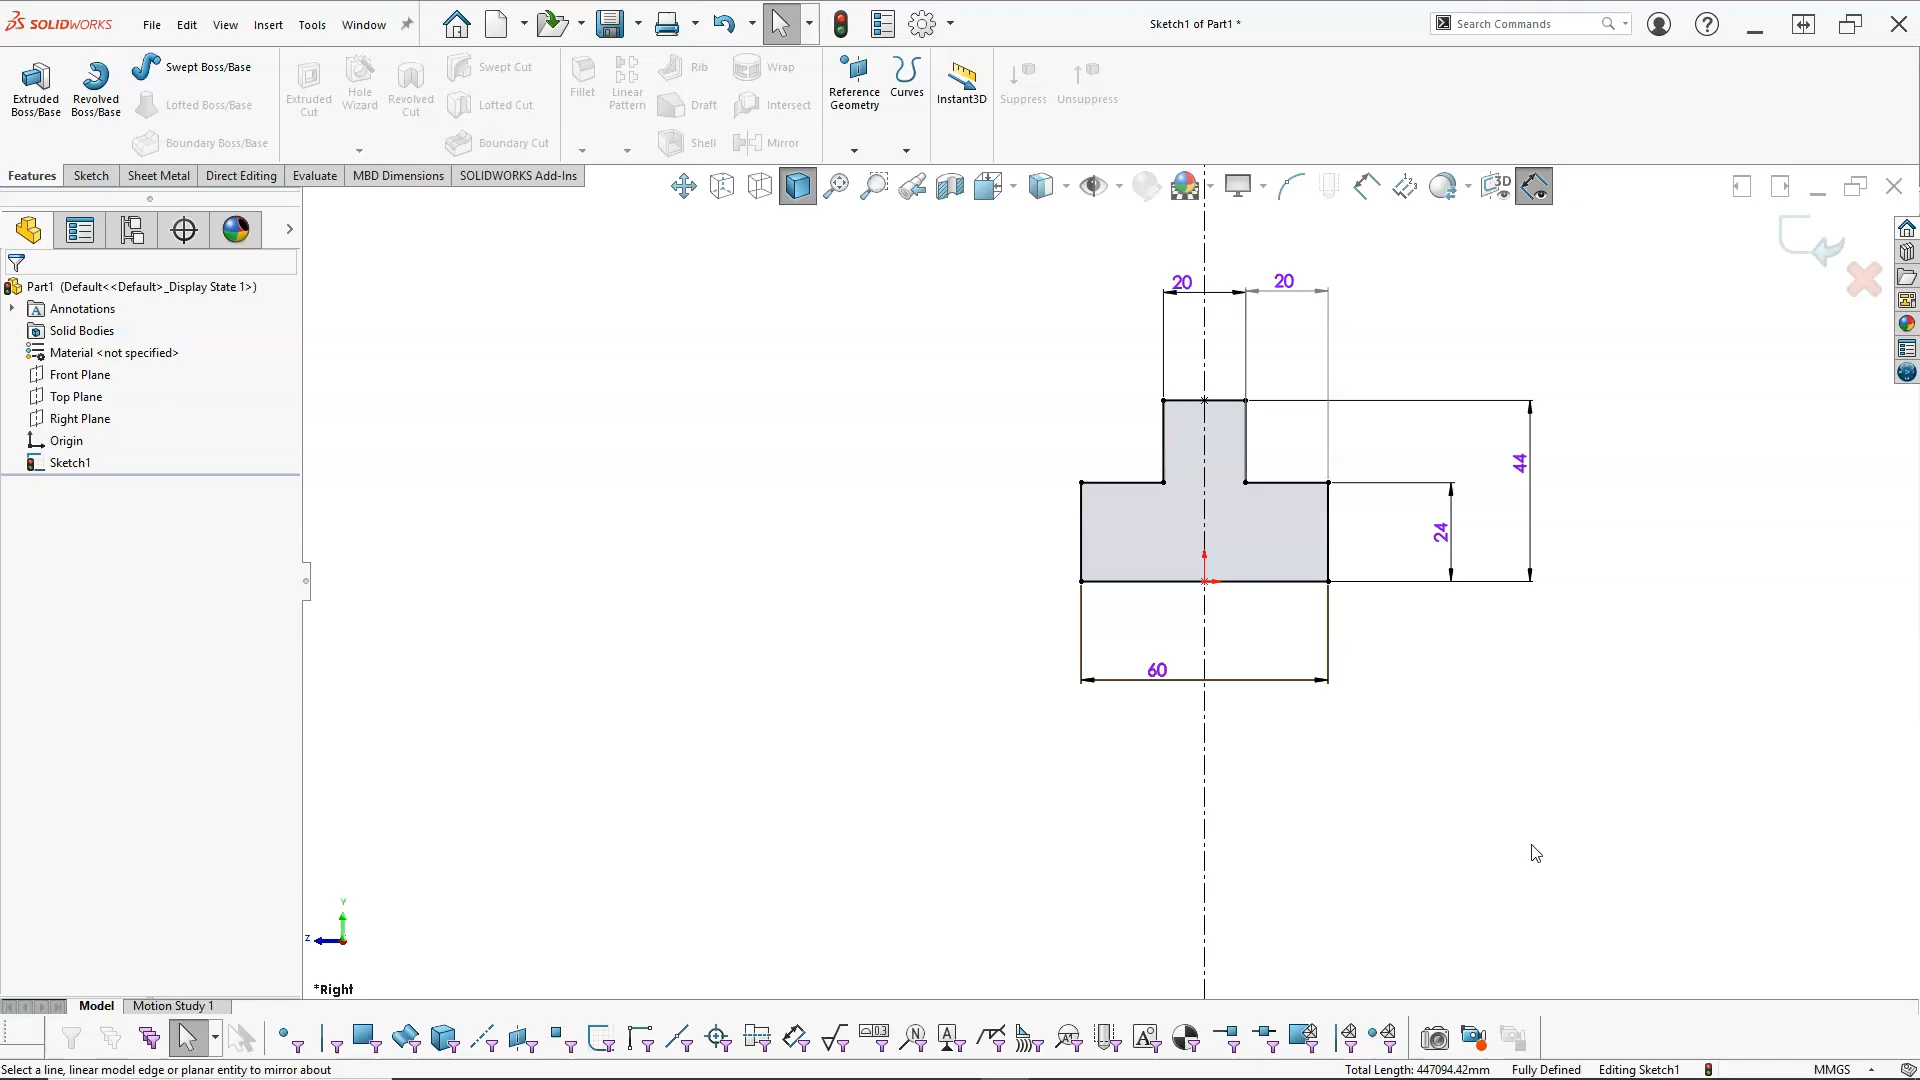 SOLIDWORKS File Edit View Insert Tools Window Sketch1 of Part1 * Search Commands
Extruded Boss/Base
Revolved Boss/Base
Swept Boss/Base
Lofted Boss/Base
Boundary Boss/Base
Extruded Cut
Hole Wizard
Revolved Cut
Swept Cut
Lofted Cut
Boundary Cut
Fillet
Linear Pattern
Rib
Draft
Shell
Wrap
Intersect
Mirror
Reference Geometry
Curves
Instant3D
Suppress
Unsuppress
Features Sketch Sheet Metal Direct Editing Evaluate MBD Dimensions SOLIDWORKS Add-Ins
3D
Part1 (Default<<Default>_Display State 1>)
Annotations
Solid Bodies
Material <not specified>
Front Plane
Top Plane
Right Plane
Origin
Sketch1
20 20
44
24
60
Y
Z
*Right
Model Motion Study 1
Select a line, linear model edge or planar entity to mirror about Total Length: 447094.42mm Fully Defined Editing Sketch1 MMGS